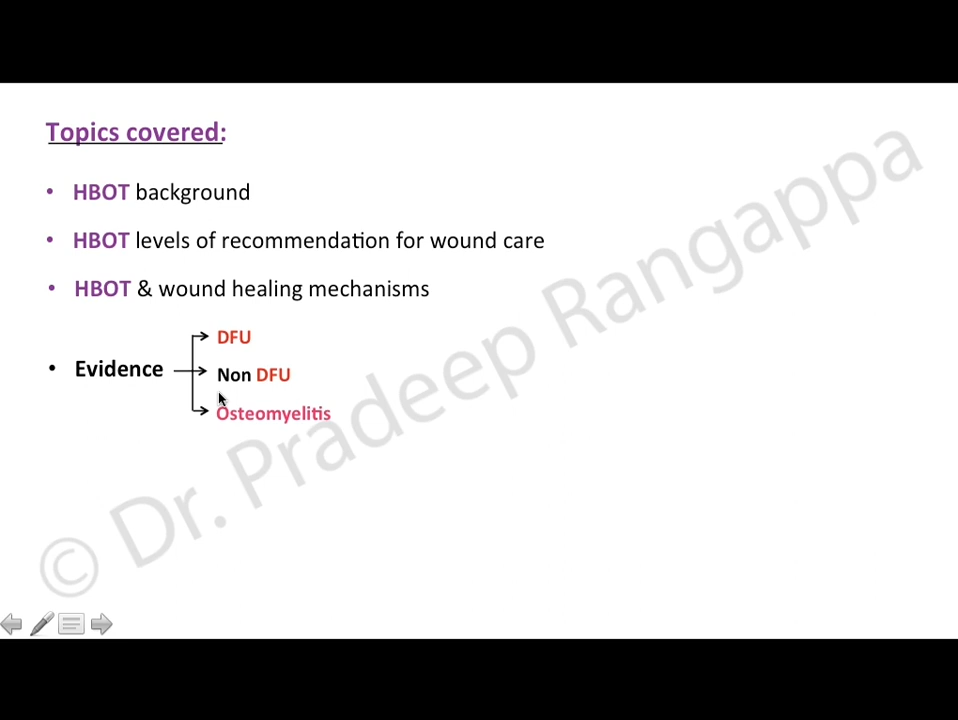 Topics covered:
• HBOT background
• HBOT levels of recommendation for wound care
• HBOT & wound healing mechanisms
DFU
• Evidence
Non DFU
Osteomyelitis
© Dr. Pradeep Rangappa